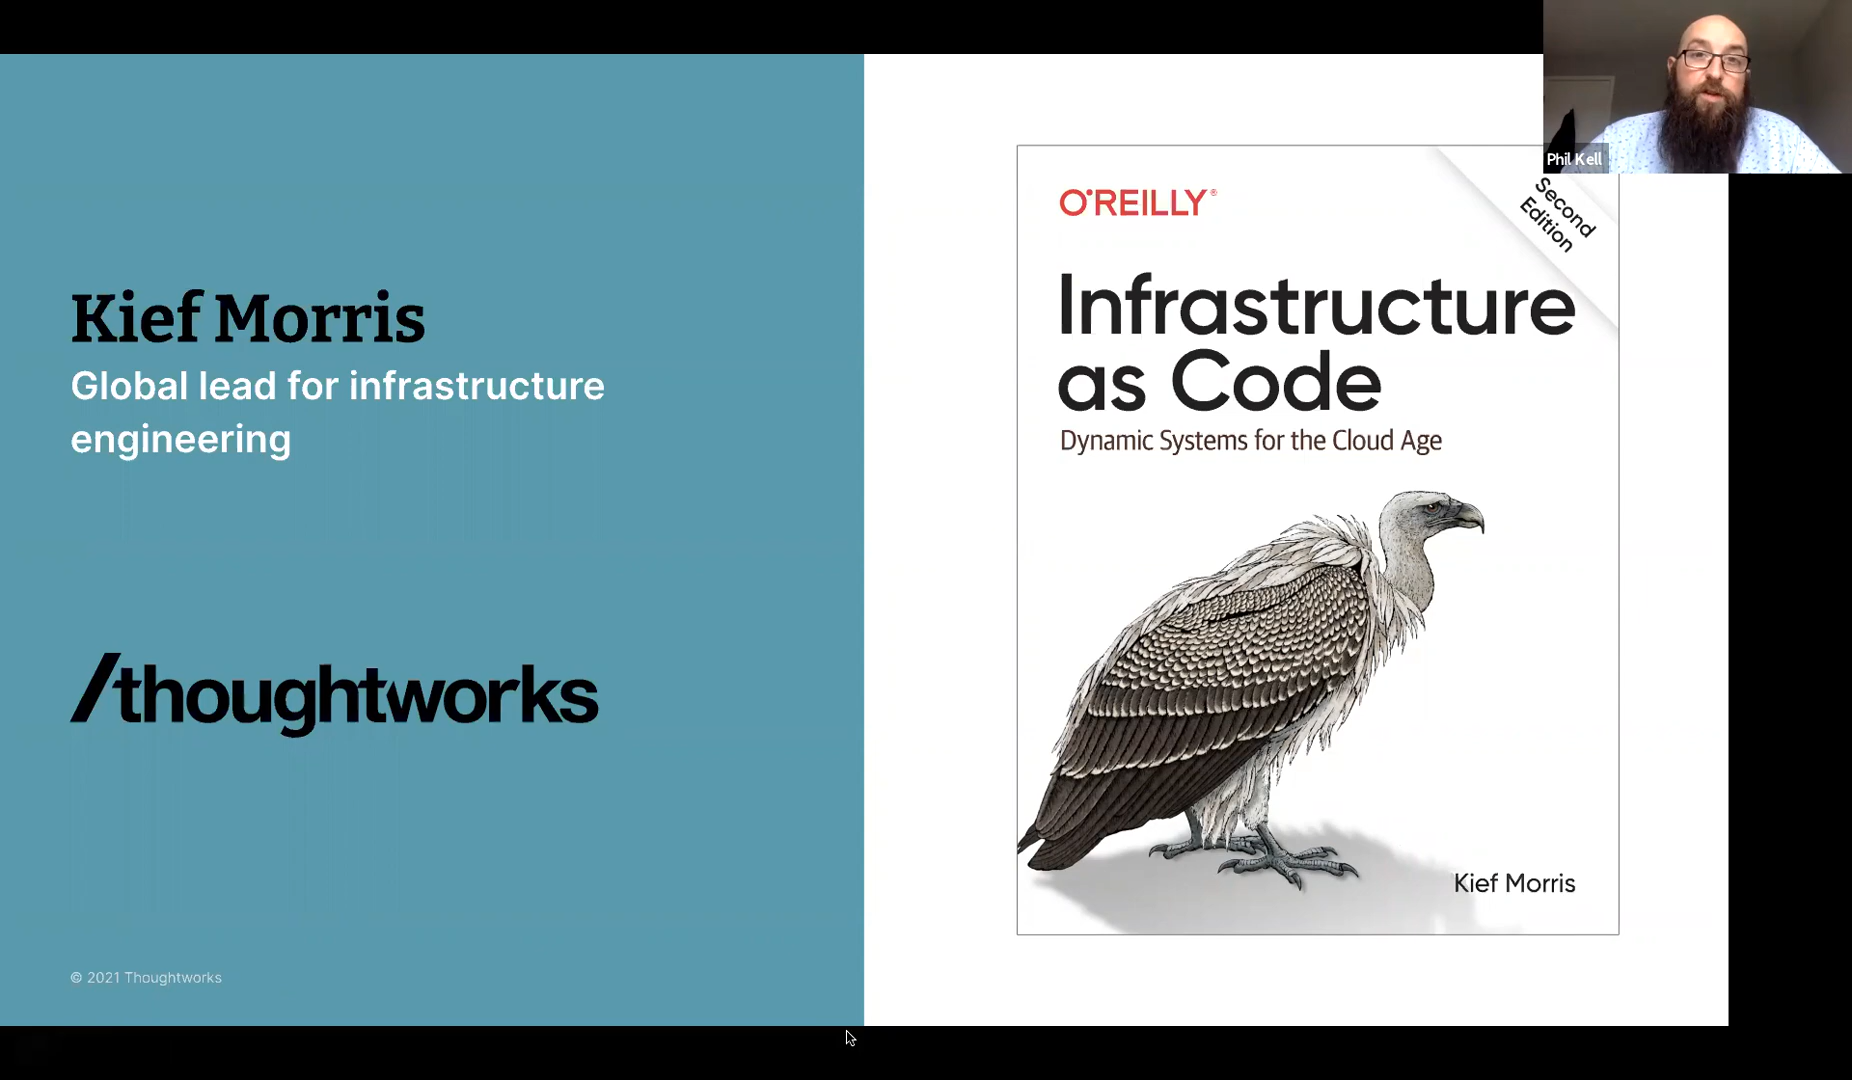 Kief Morris
Global lead for infrastructure
engineering
/thoughtworks
© 2021 Thoughtworks
O'REILLY®
Second
Edition
Infrastructure
as Code
Dynamic Systems for the Cloud Age
Kief Morris
Phil Kell